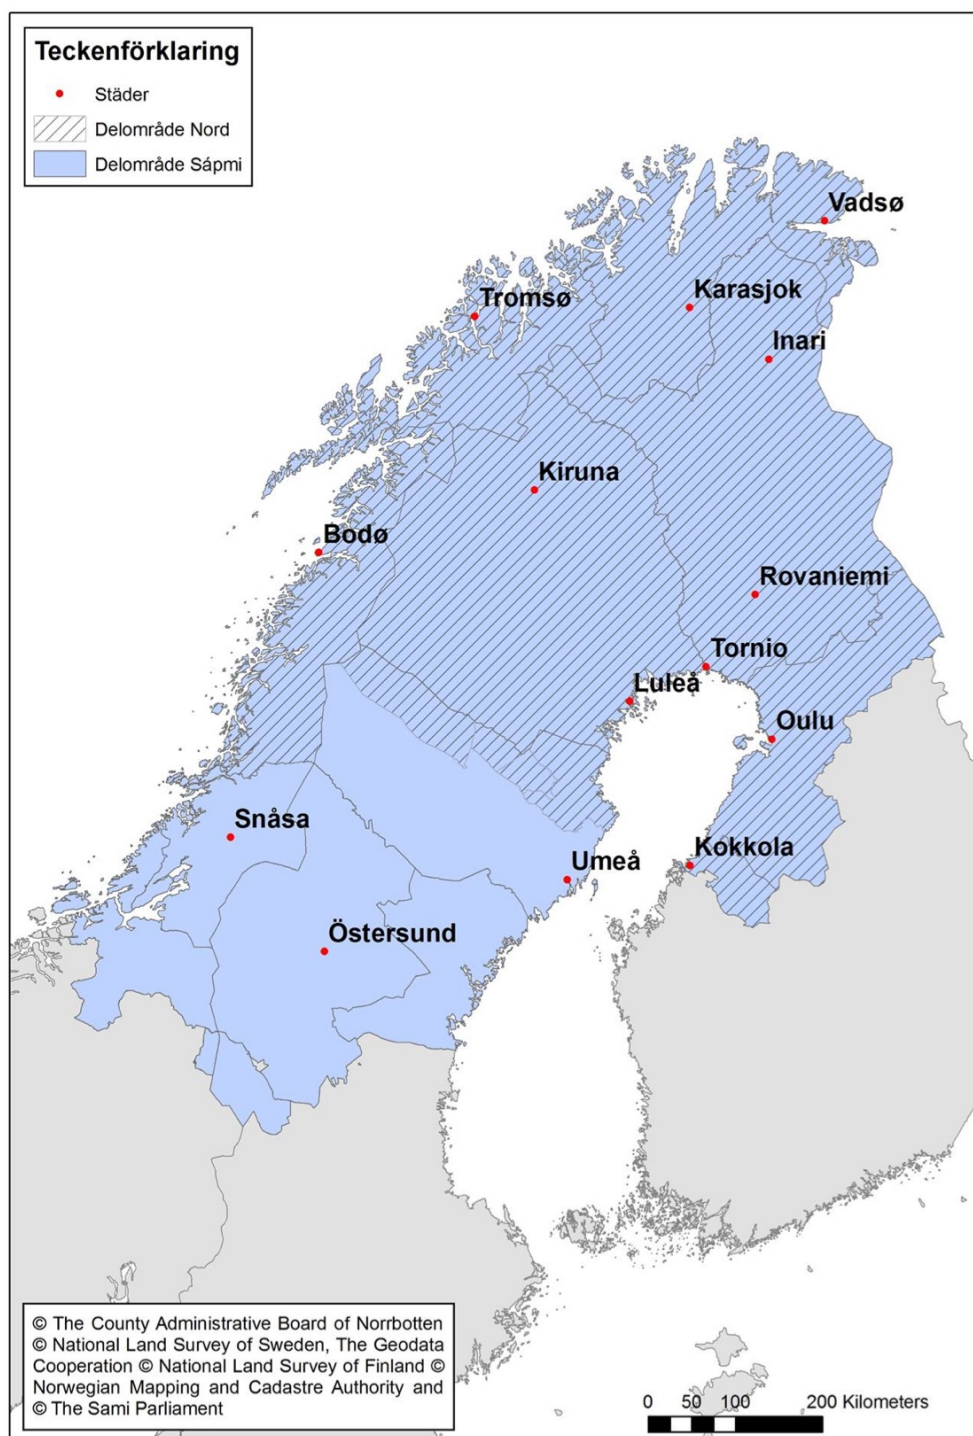 Teckenförklaring
Städer
Delområde Nord
Delområde Sápmi
Vadsø
Tromsø
Karasjok
Inari
Kiruna
Bodø
Rovaniemi
Tornio
Luleå
Oulu
Snåsa
Kokkola
Umeå
Östersund
© The County Administrative Board of Norrbotten
© National Land Survey of Sweden, The Geodata
Cooperation © National Land Survey of Finland ©
Norwegian Mapping and Cadastre Authority and
© The Sami Parliament
0 50 100 200 Kilometers